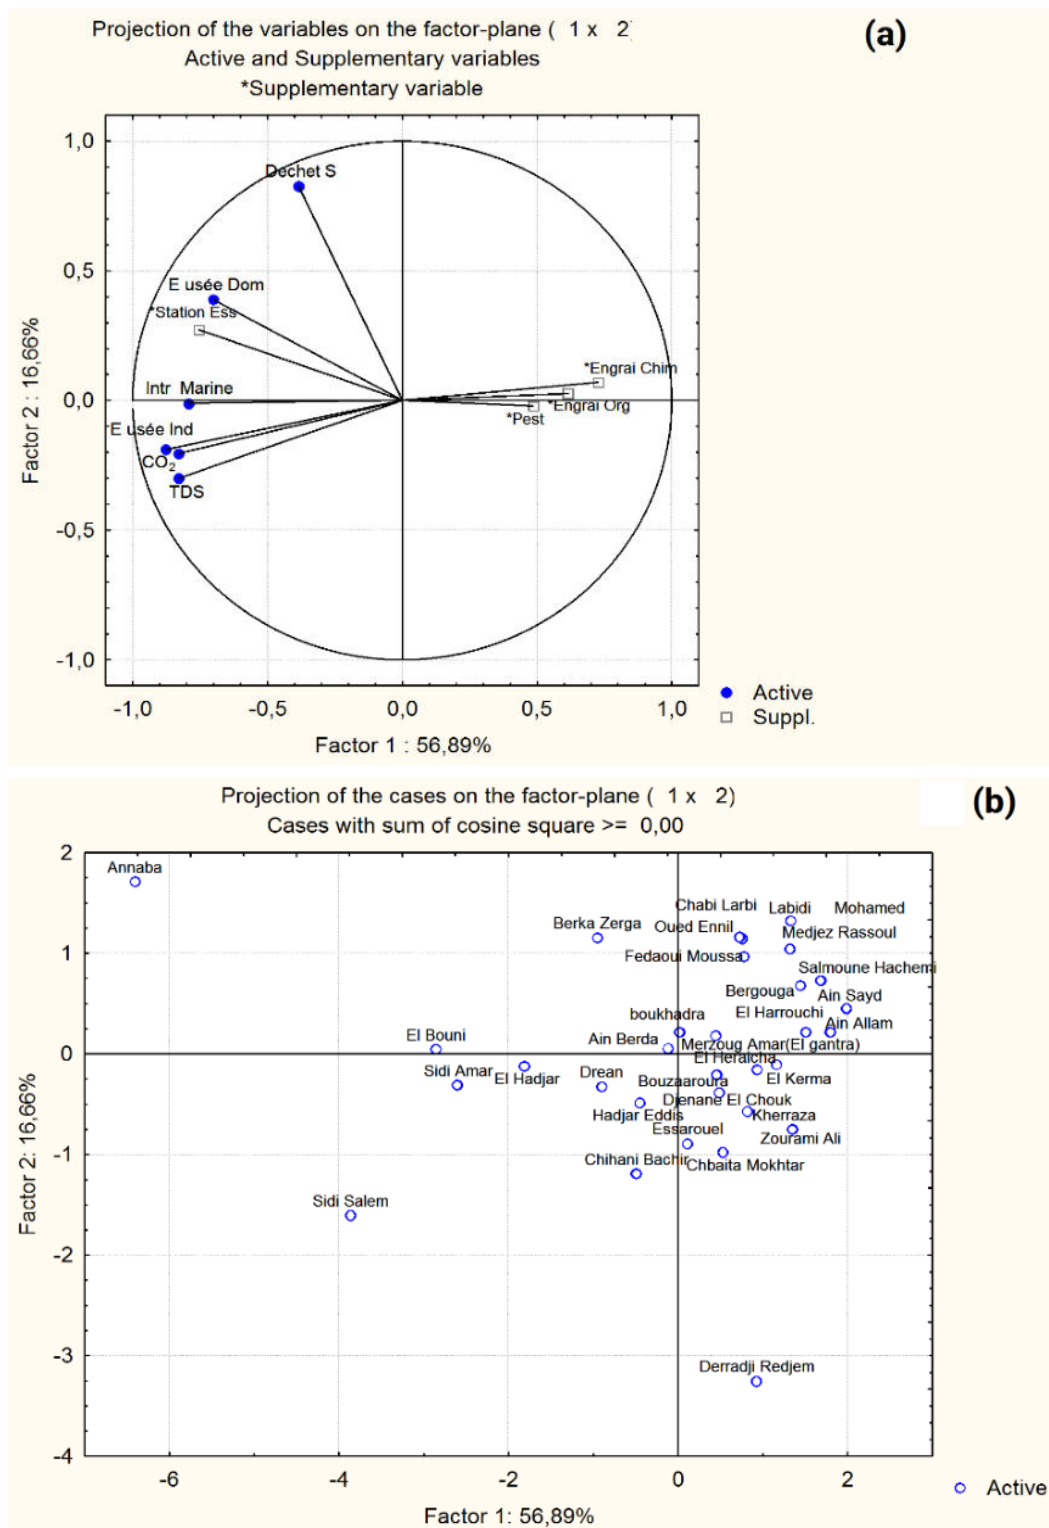 Projection of the variables on the factor-plane ( 1 x 2)
(a)
Active and Supplementary variables
*Supplementary variable
1,0
Dechet S
0,5
E usée Dom
*Station Ess
*Engrai Chim
Intr Marine
0,0
*Engrai Org
*Pest
E usée Ind
CO2
TDS
-0,5
-1,0
Factor 2 : 16,66%
Active
Suppl.
-1,0 -0,5 0,0 0,5 1,0
Factor 1 : 56,89%
Projection of the cases on the factor-plane ( 1 x 2)
(b)
Cases with sum of cosine square >= 0,00
2
Annaba
Chabi Larbi
Labidi Mohamed
Berka Zerga
Oued Ennil
Medjez Rassoul
1
Fedaoui Moussa
Salmoune Hachemi
Bergouga
Ain Sayd
boukhadra
El Harrouchi
Ain Allam
El Bouni
Ain Berda
Merzoug Amar(El gantra)
0
El Heraicha
Sidi Amar
El Hadjar
Drean
Bouzaaroura
El Kerma
Djenane El Chouk
Hadjar Eddis
Kherraza
Essarouel
Zourami Ali
-1
Chihani Bachir
Chbaita Mokhtar
Sidi Salem
-2
-3
Derradji Redjem
-4
Factor 2: 16,66%
-6 -4 -2 0 2
Active
Factor 1: 56,89%